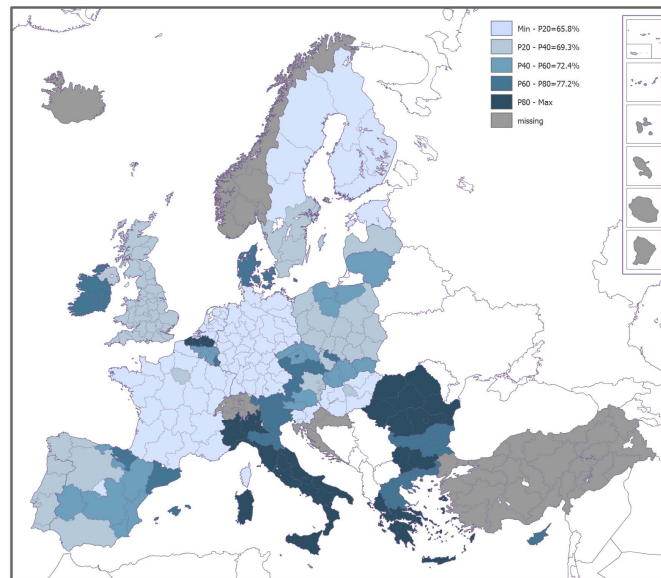 Min - P20=65.8%
P20 - P40=69.3%
P40 - P60=72.4%
P60 - P80=77.2%
P80 - Max
missing